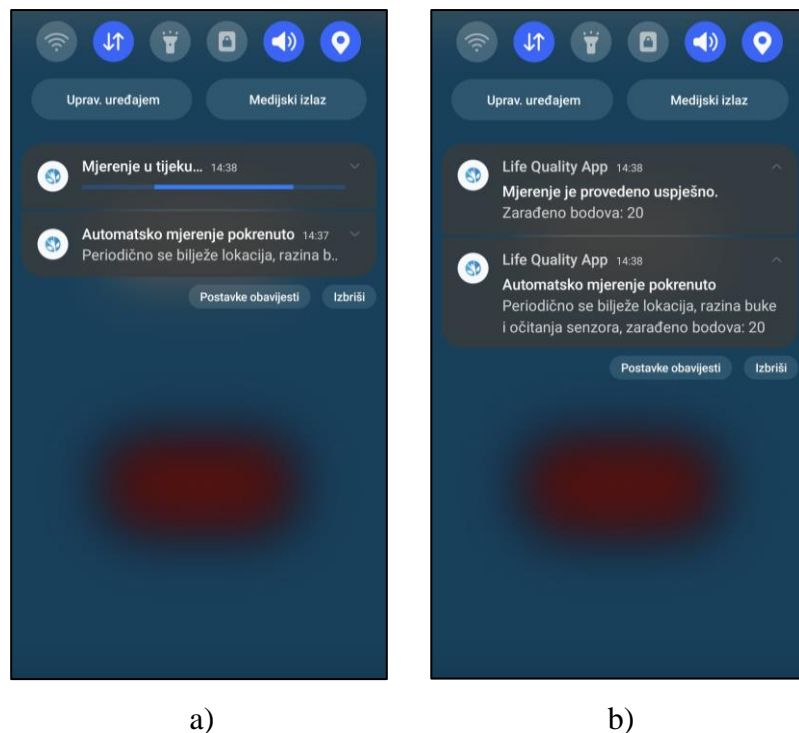 Uprav. uređajem
Medijski izlaz
Mjerenje u tijeku... 14:38
Automatsko mjerenje pokrenuto 14:37
Periodično se bilježe lokacija, razina b..
Postavke obavijesti
Izbriši
a)
Uprav. uređajem
Medijski izlaz
Life Quality App 14:38
Mjerenje je provedeno uspješno.
Zarađeno bodova: 20
Life Quality App 14:38
Automatsko mjerenje pokrenuto
Periodično se bilježe lokacija, razina buke
i očitanja senzora, zarađeno bodova: 20
Postavke obavijesti
Izbriši
b)